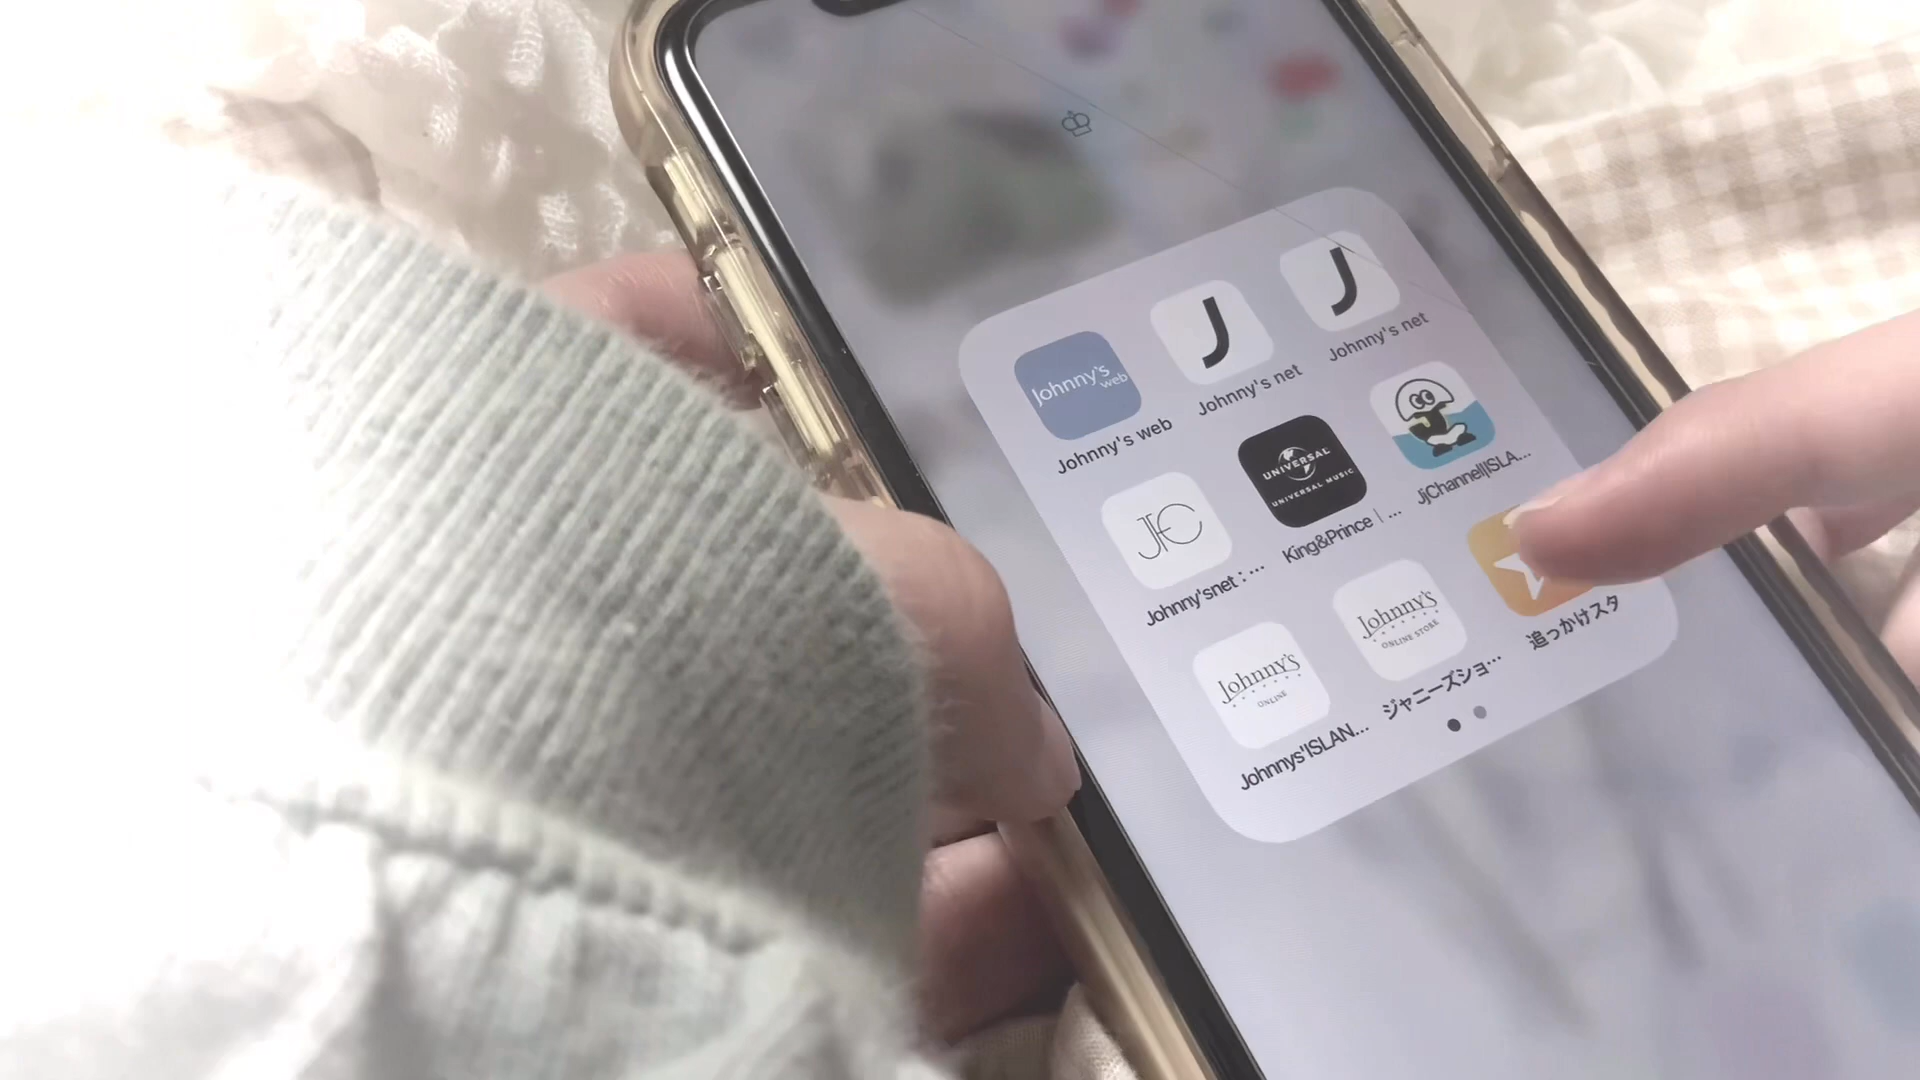 Johnny's web
Johnny's web
J
Johnny's net
J
Johnny's net
Johnny'snet : …
UNIVERSAL
UNIVERSAL MUSIC
King&Prince | …
JjChannel||ISLA…
Johnny's
ONLINE
Johnnys'ISLAN…
Johnny's
ONLINE STORE
ジャニーズショ…
追っかけスタ